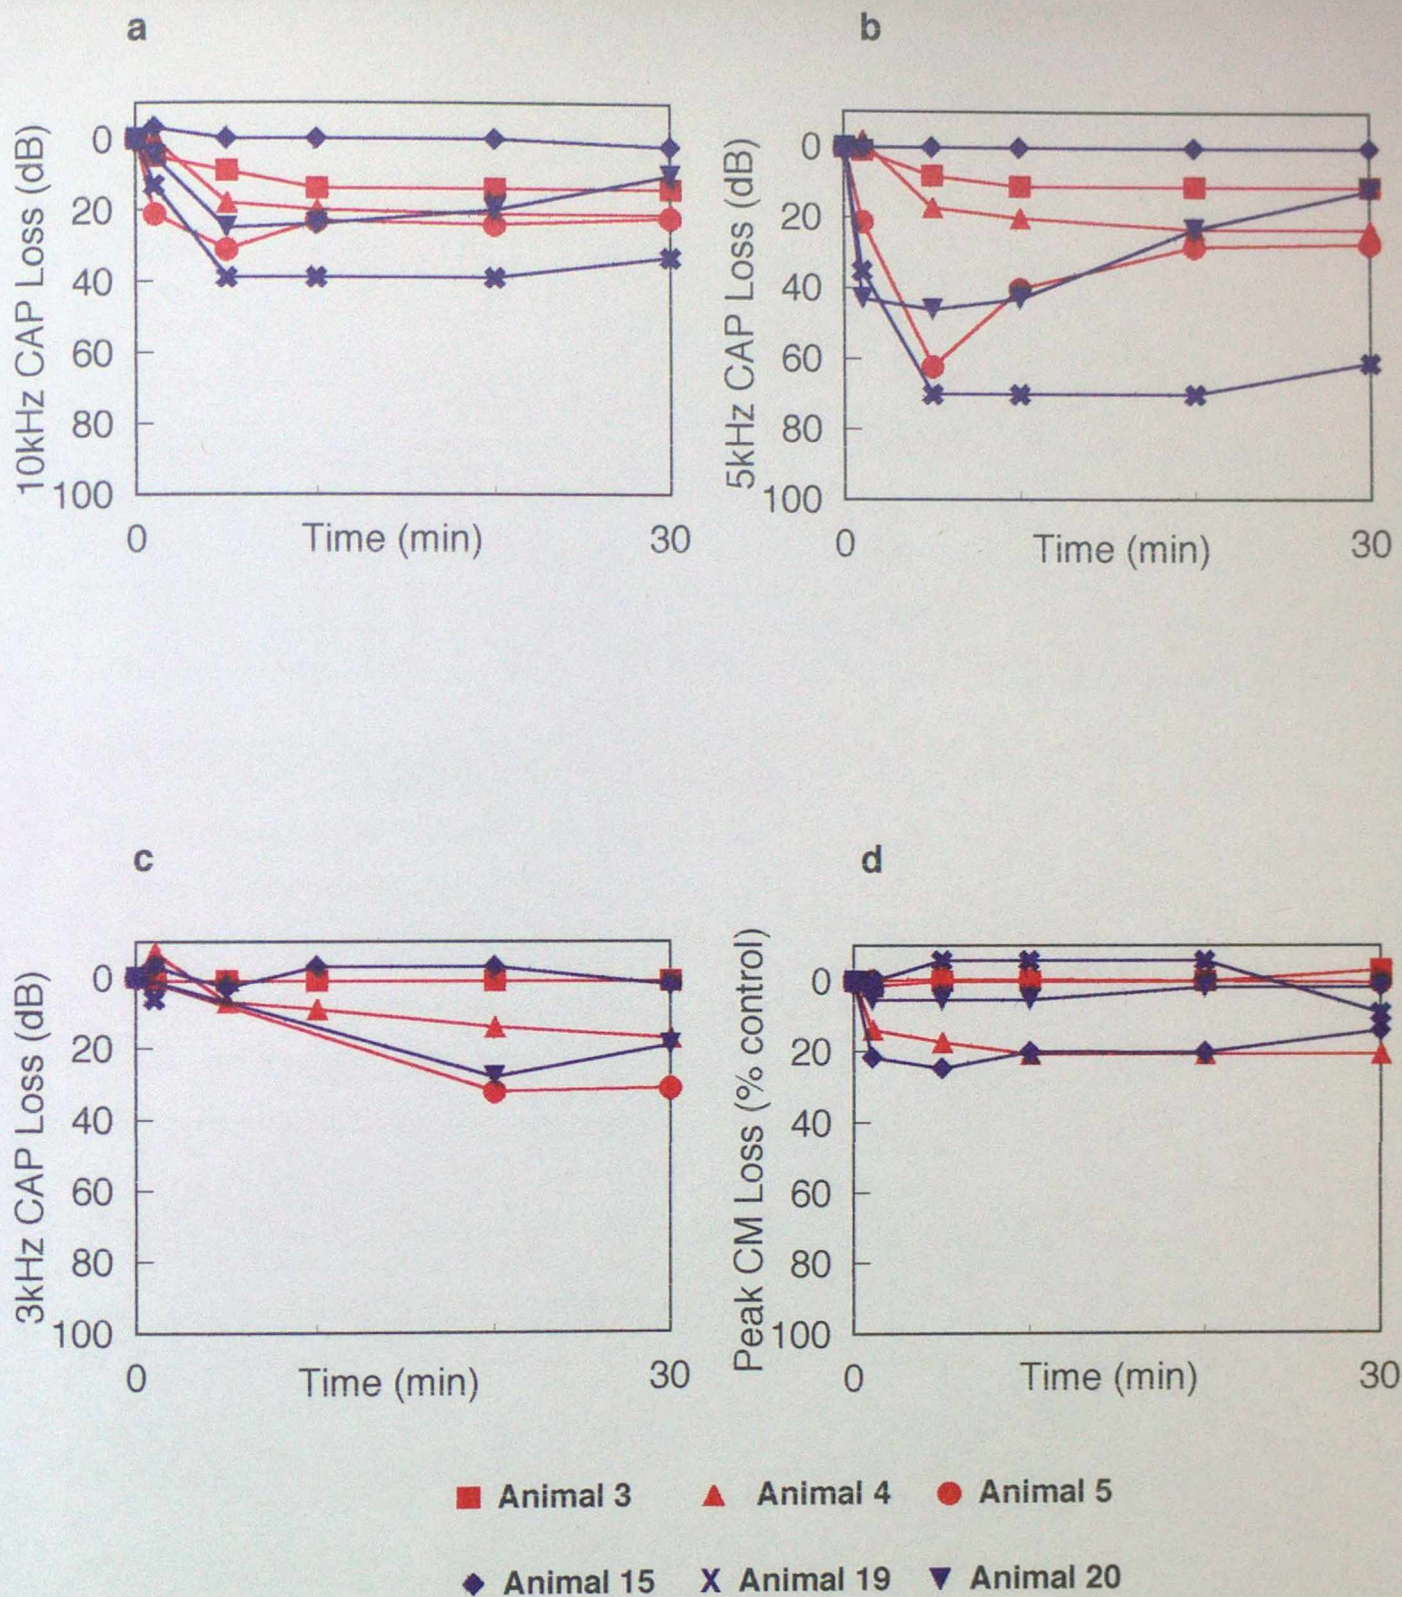 a
b
10kHz CAP Loss (dB)
0
20
40
60
80
100
0
Time (min)
30
5kHz CAP Loss (dB)
0
20
40
60
80
100
0
Time (min)
30
c
d
3kHz CAP Loss (dB)
0
20
40
60
80
100
0
Time (min)
30
Peak CM Loss (% control)
0
20
40
60
80
100
0
Time (min)
30
Animal 3 Animal 4 Animal 5
Animal 15 X Animal 19 Animal 20